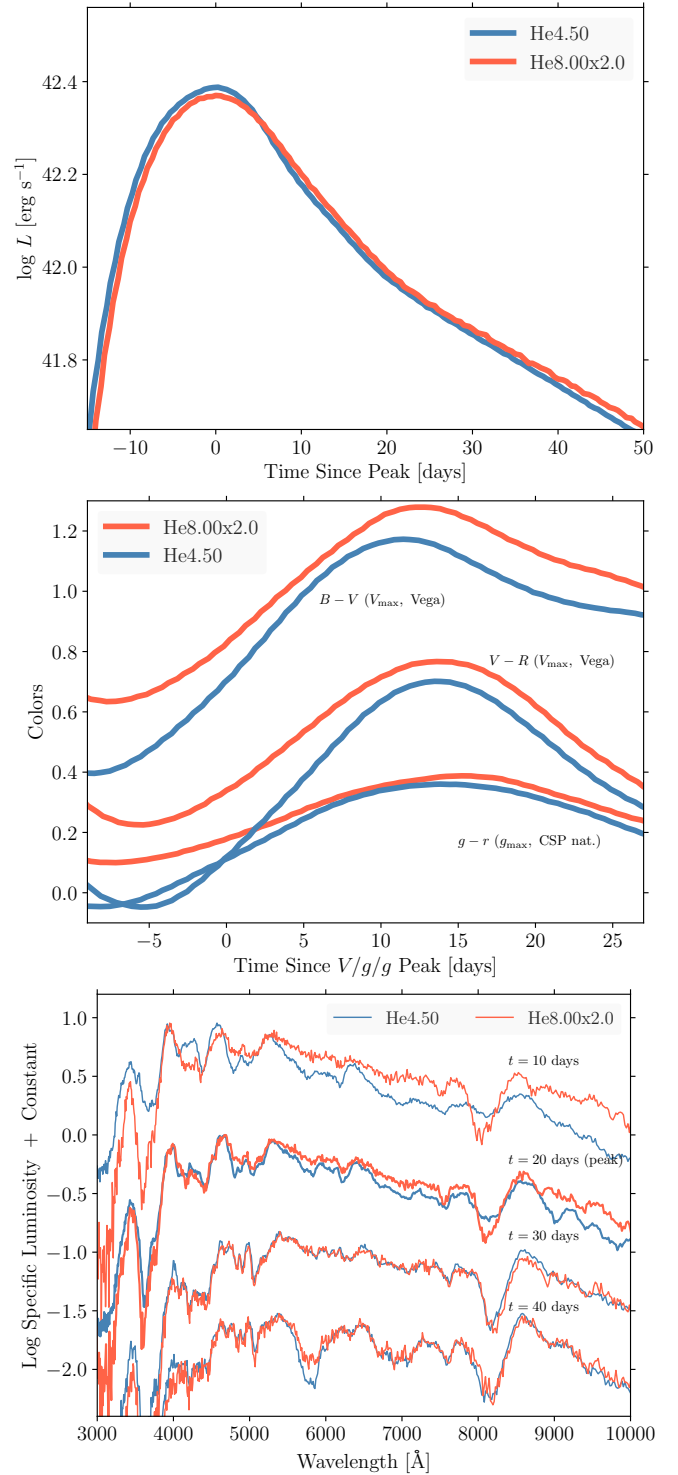 He4.50
He8.00x2.0
42.4
42.2
42.0
41.8
log L [erg s⁻¹]
−10 0 10 20 30 40 50
Time Since Peak [days]
He8.00x2.0
He4.50
1.2
1.0
0.8
0.6
0.4
0.2
0.0
Colors
B − V (Vmax, Vega)
V − R (Vmax, Vega)
g − r (gmax, CSP nat.)
−5 0 5 10 15 20 25
Time Since V/g/g Peak [days]
He4.50 He8.00x2.0
1.0
0.5
0.0
−0.5
−1.0
−1.5
−2.0
Log Specific Luminosity + Constant
t = 10 days
t = 20 days (peak)
t = 30 days
t = 40 days
3000 4000 5000 6000 7000 8000 9000 10000
Wavelength [Å]